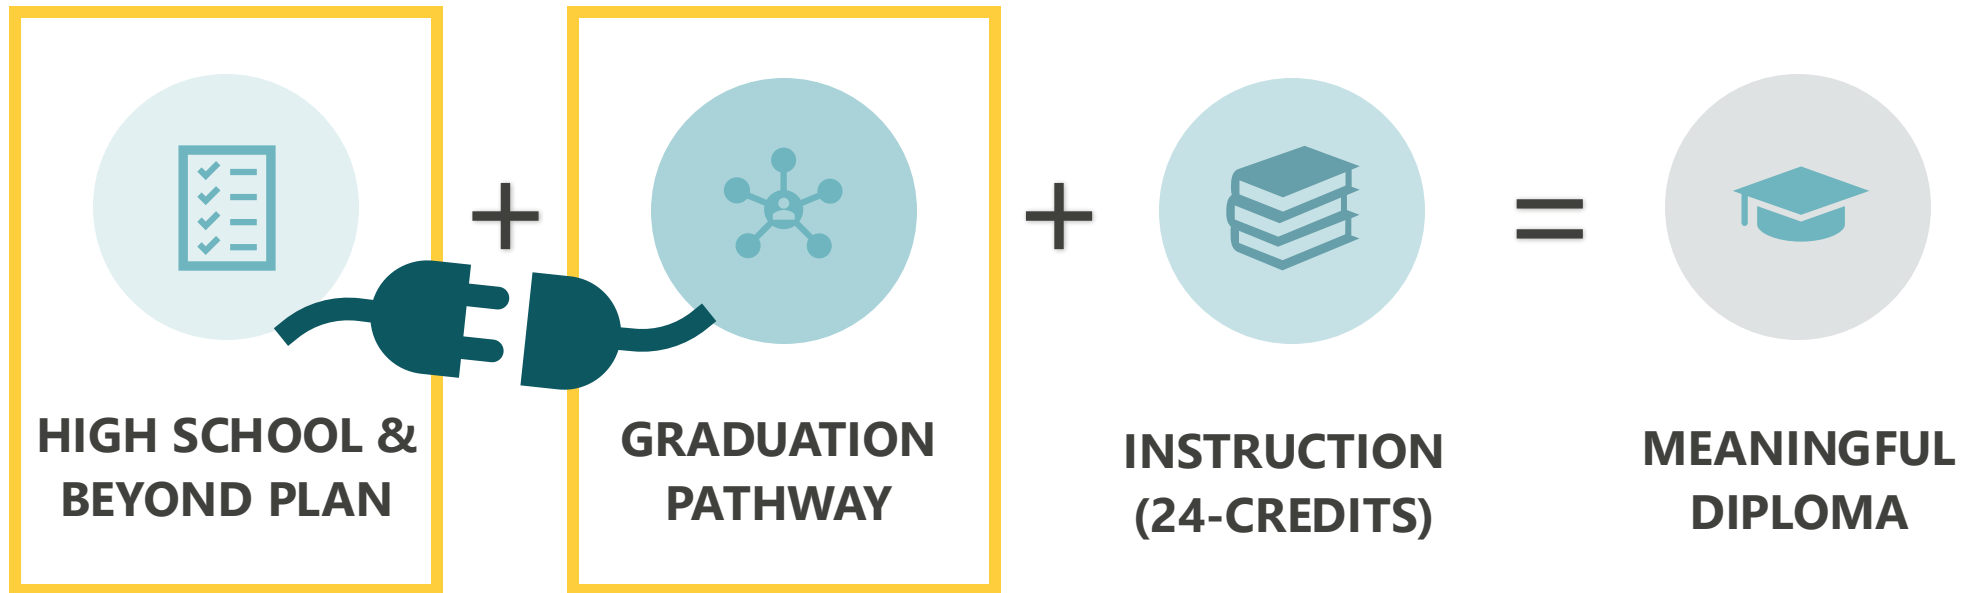 HIGH SCHOOL &
BEYOND PLAN
+
GRADUATION
PATHWAY
+
INSTRUCTION
(24-CREDITS)
=
MEANINGFUL
DIPLOMA